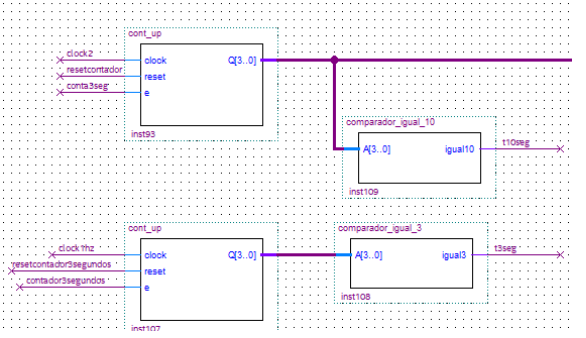 cont_up
clock2
resetcontador
conta3seg
clock
reset
e
Q[3..0]
inst93
comparador_igual_10
A[3..0]
igual10
t10seg
inst109
cont_up
clock1hz
resetcontador3segundos
contador3segundos
clock
reset
e
Q[3..0]
inst107
comparador_igual_3
A[3..0]
igual3
t3seg
inst108